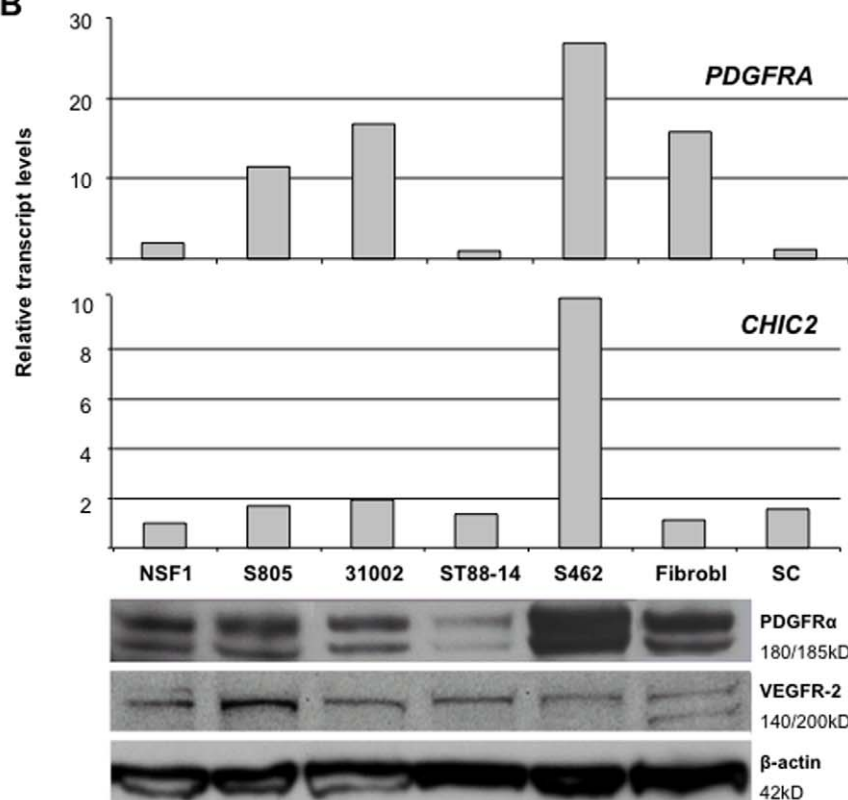 B
Relative transcript levels
30
20
10
PDGFRA
10
8
6
4
2
CHIC2
NSF1 S805 31002 ST88-14 S462 Fibrobl SC
PDGFRα
180/185kD
VEGFR-2
140/200kD
β-actin
42kD